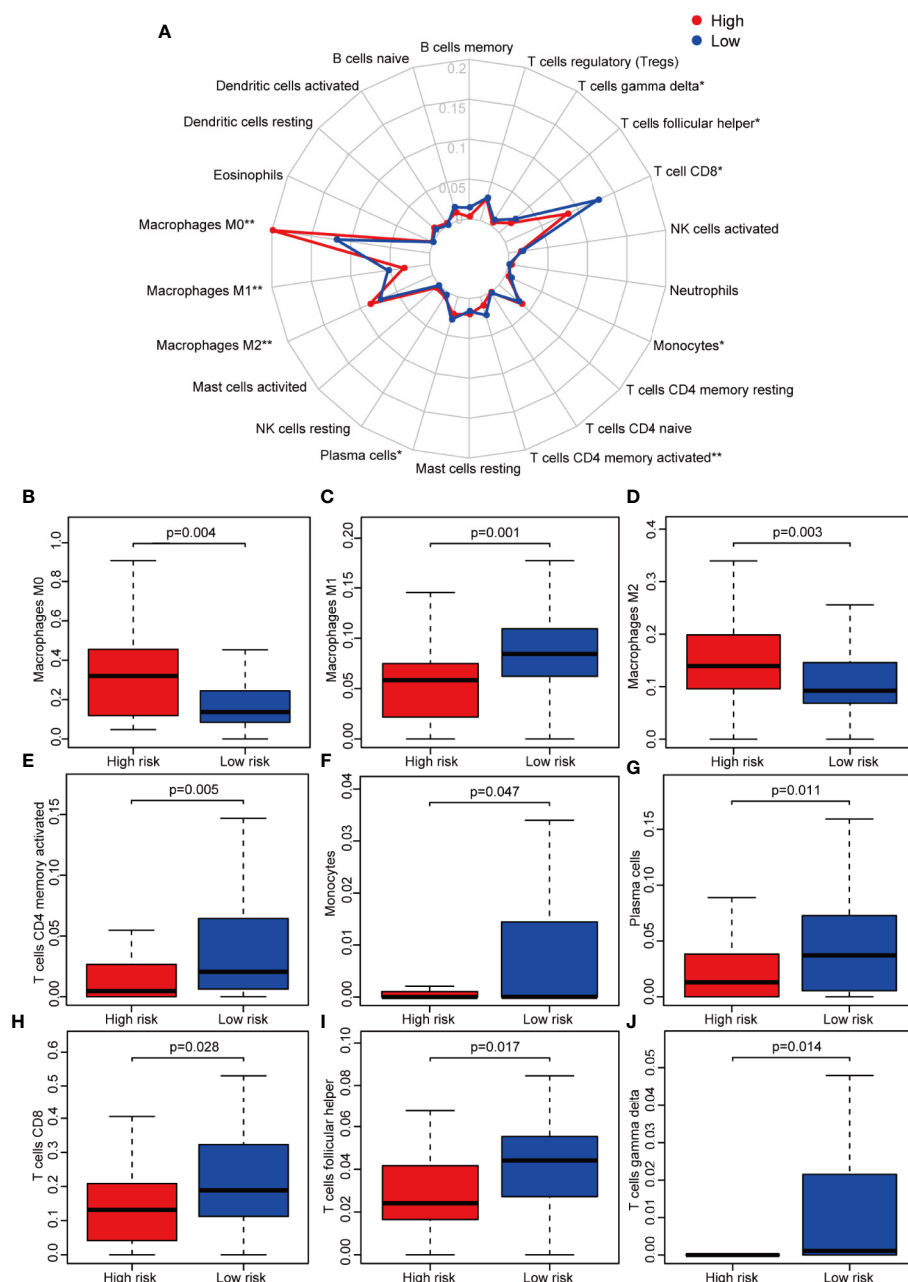 A
High
Low
B cells memory
B cells naive
T cells regulatory (Tregs)
Dendritic cells activated
T cells gamma delta*
Dendritic cells resting
T cells follicular helper*
Eosinophils
T cell CD8*
Macrophages M0**
NK cells activated
Macrophages M1**
Neutrophils
Macrophages M2**
Monocytes*
Mast cells activited
T cells CD4 memory resting
NK cells resting
T cells CD4 naive
Plasma cells*
Mast cells resting
T cells CD4 memory activated**
0.2
0.15
0.1
0.05
0
B
p=0.004
Macrophages M0
1.0
0.8
0.6
0.4
0.2
0.0
High risk
Low risk
C
p=0.001
Macrophages M1
0.20
0.15
0.10
0.05
0.00
High risk
Low risk
D
p=0.003
Macrophages M2
0.4
0.3
0.2
0.1
0.0
High risk
Low risk
E
p=0.005
T cells CD4 memory activated
0.15
0.10
0.05
0.00
High risk
Low risk
F
p=0.047
Monocytes
0.04
0.03
0.02
0.01
0.00
High risk
Low risk
G
p=0.011
Plasma cells
0.15
0.10
0.05
0.00
High risk
Low risk
H
p=0.028
T cells CD8
0.6
0.5
0.4
0.3
0.2
0.1
0.0
High risk
Low risk
I
p=0.017
T cells follicular helper
0.10
0.08
0.06
0.04
0.02
0.00
High risk
Low risk
J
p=0.014
T cells gamma delta
0.05
0.04
0.03
0.02
0.01
0.00
High risk
Low risk